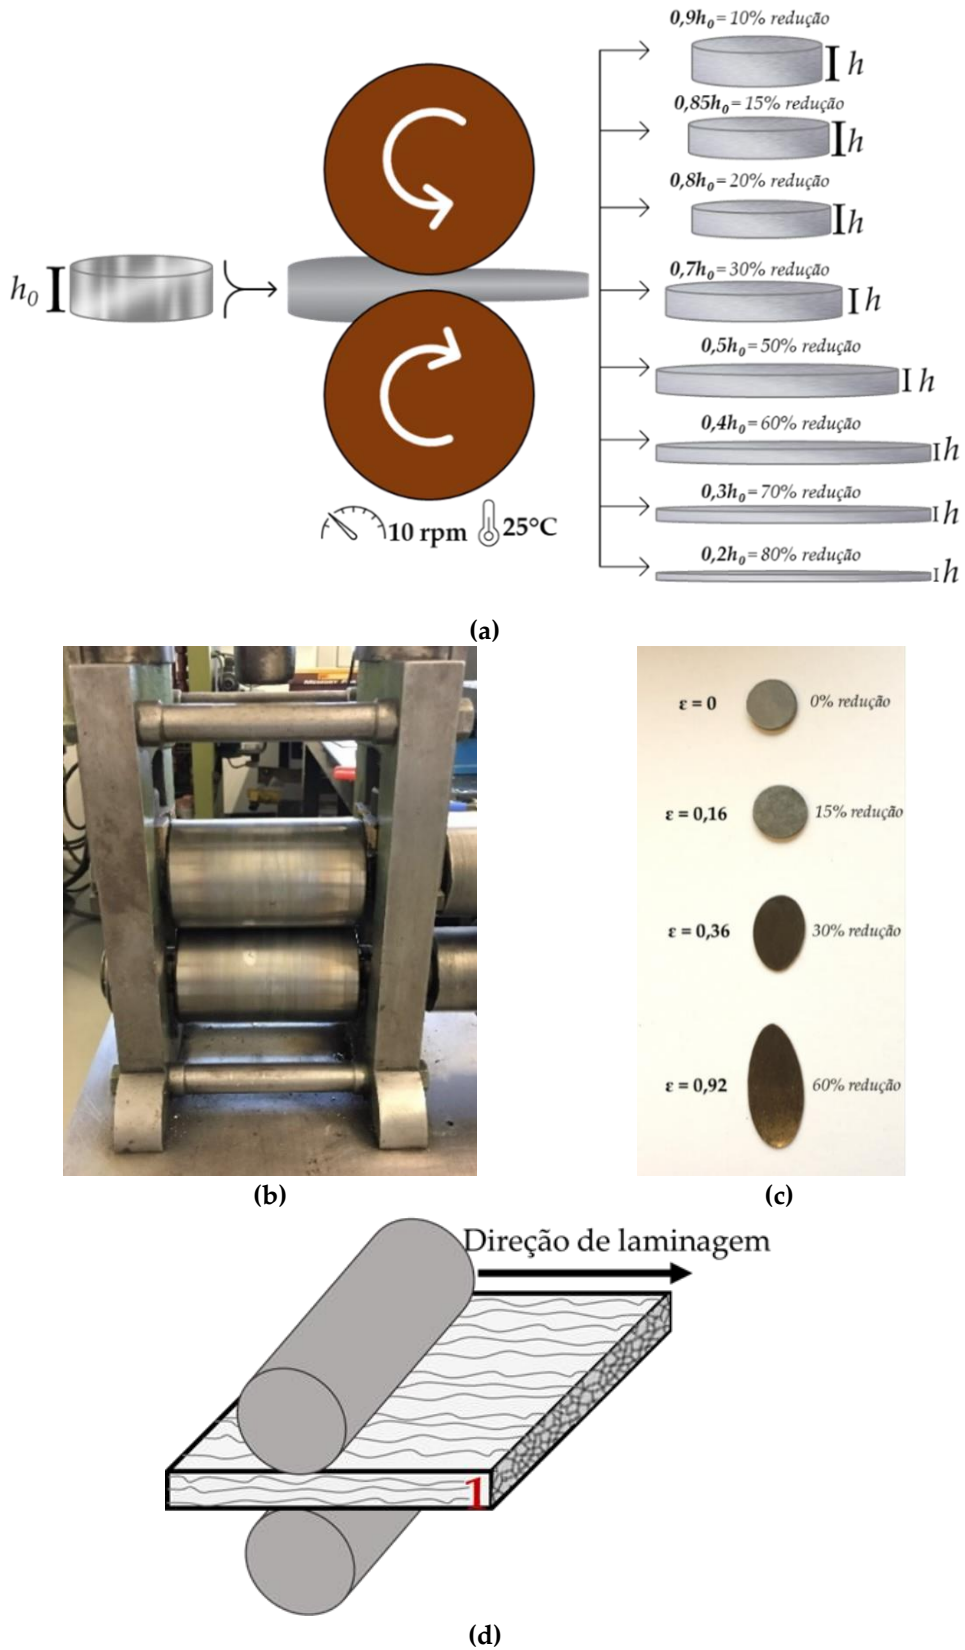 0,9h₀= 10% redução
h
0,85h₀= 15% redução
h
0,8h₀= 20% redução
h
h₀
0,7h₀= 30% redução
h
0,5h₀= 50% redução
h
0,4h₀= 60% redução
h
0,3h₀= 70% redução
h
10 rpm 25°C
0,2h₀= 80% redução
h
(a)
ε = 0 0% redução
ε = 0,16 15% redução
ε = 0,36 30% redução
ε = 0,92 60% redução
(b) (c)
Direção de laminagem
1
(d)